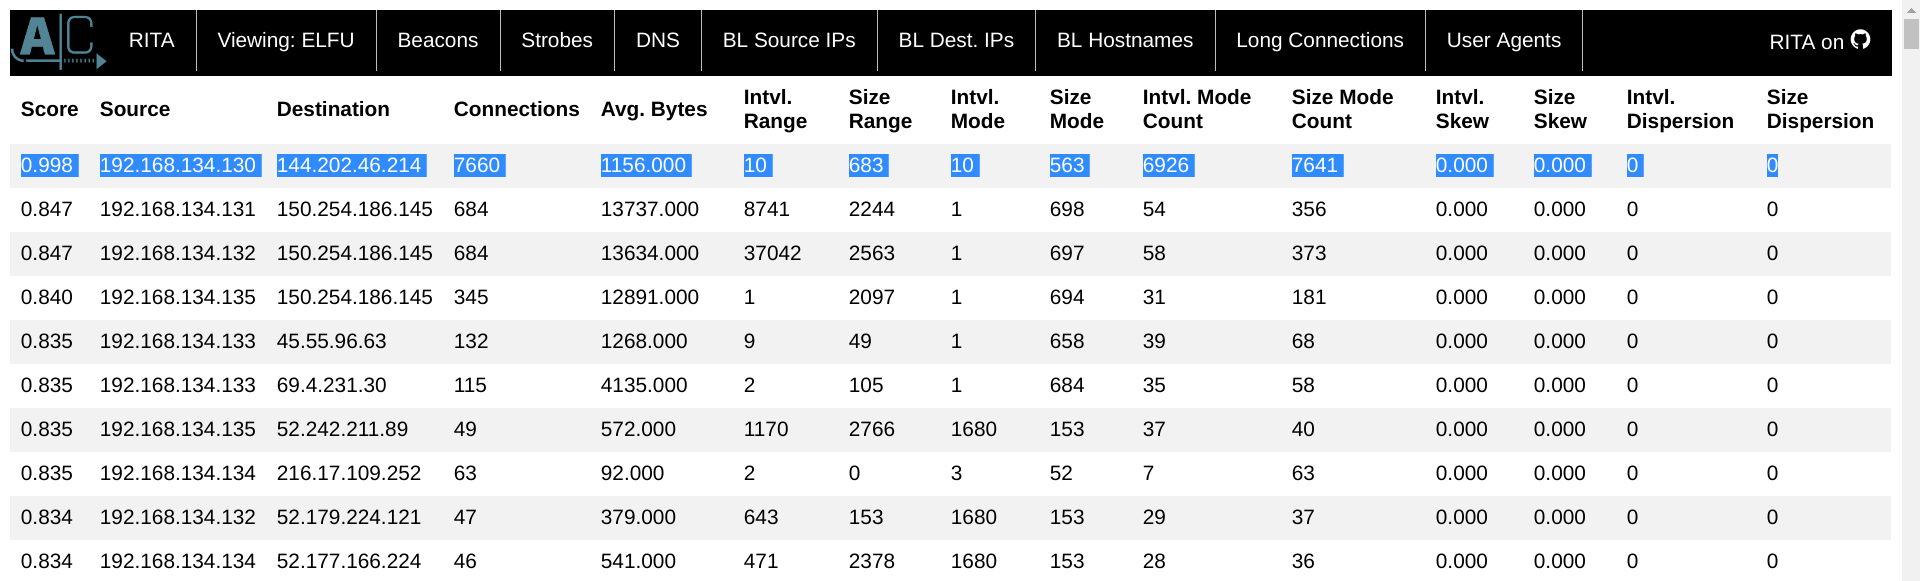 A C RITA Viewing: ELFU Beacons Strobes DNS BL Source IPs BL Dest. IPs BL Hostnames Long Connections User Agents RITA on
Score Source Destination Connections Avg. Bytes Intvl. Range Size Range Intvl. Mode Size Mode Intvl. Mode Count Size Mode Count Intvl. Skew Size Skew Intvl. Dispersion Size Dispersion
0.998 192.168.134.130 144.202.46.214 7660 1156.000 10 683 10 563 6926 7641 0.000 0.000 0 0
0.847 192.168.134.131 150.254.186.145 684 13737.000 8741 2244 1 698 54 356 0.000 0.000 0 0
0.847 192.168.134.132 150.254.186.145 684 13634.000 37042 2563 1 697 58 373 0.000 0.000 0 0
0.840 192.168.134.135 150.254.186.145 345 12891.000 1 2097 1 694 31 181 0.000 0.000 0 0
0.835 192.168.134.133 45.55.96.63 132 1268.000 9 49 1 658 39 68 0.000 0.000 0 0
0.835 192.168.134.133 69.4.231.30 115 4135.000 2 105 1 684 35 58 0.000 0.000 0 0
0.835 192.168.134.135 52.242.211.89 49 572.000 1170 2766 1680 153 37 40 0.000 0.000 0 0
0.835 192.168.134.134 216.17.109.252 63 92.000 2 0 3 52 7 63 0.000 0.000 0 0
0.834 192.168.134.132 52.179.224.121 47 379.000 643 153 1680 153 29 37 0.000 0.000 0 0
0.834 192.168.134.134 52.177.166.224 46 541.000 471 2378 1680 153 28 36 0.000 0.000 0 0